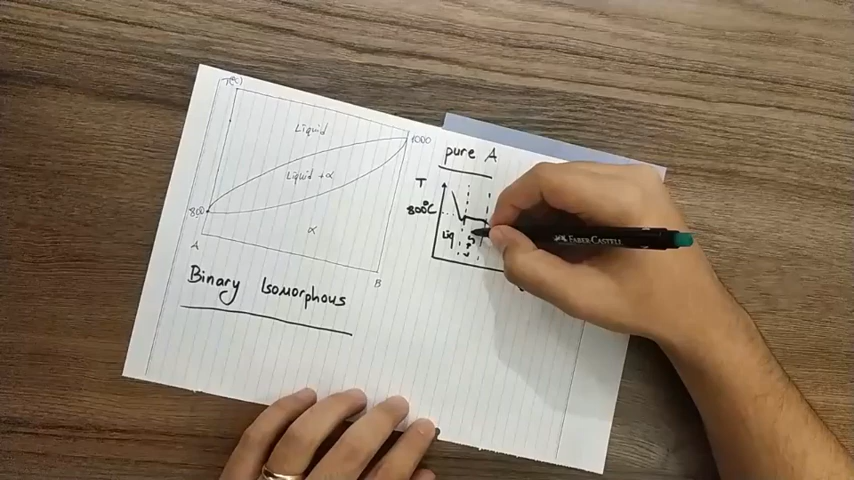 T(°C)
Liquid
1000
Liquid + α
800
α
A
B
Binary Isomorphous
pure A
T
800°C
Liq
FABER-CASTELL